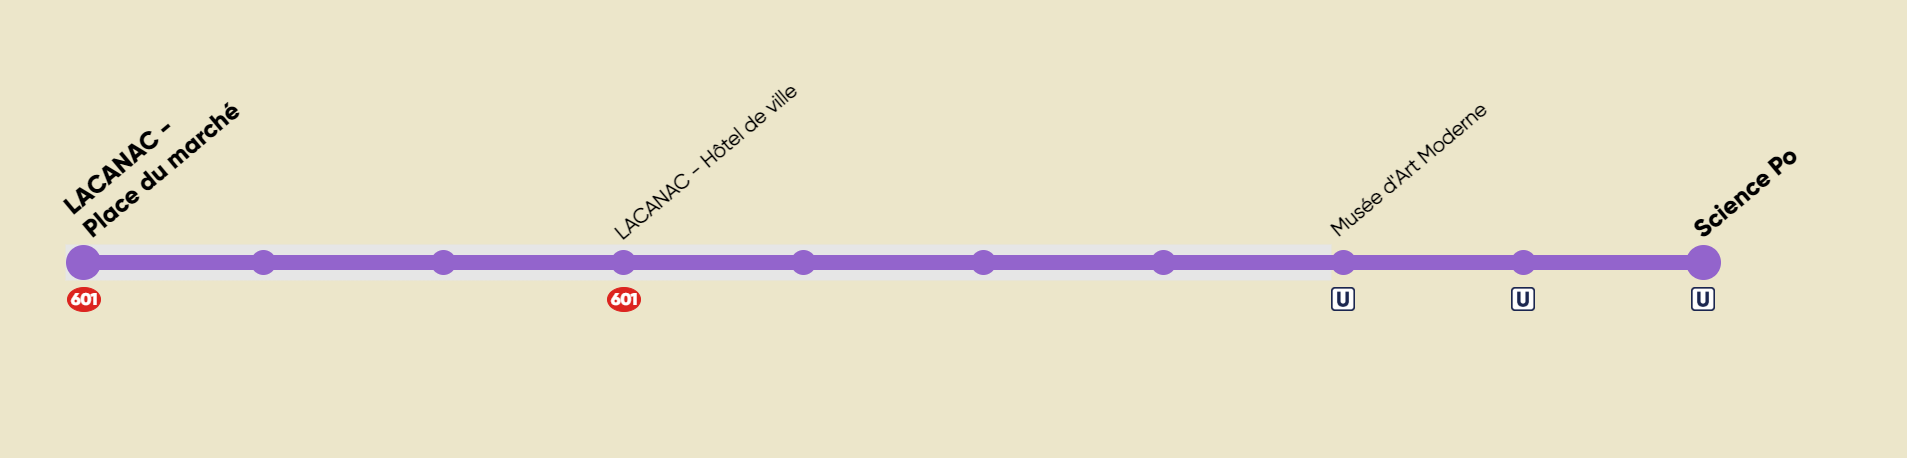 LACANAC -
Place du marché
LACANAC - Hôtel de ville
Musée d'Art Moderne
Science Po
601
601
U
U
U